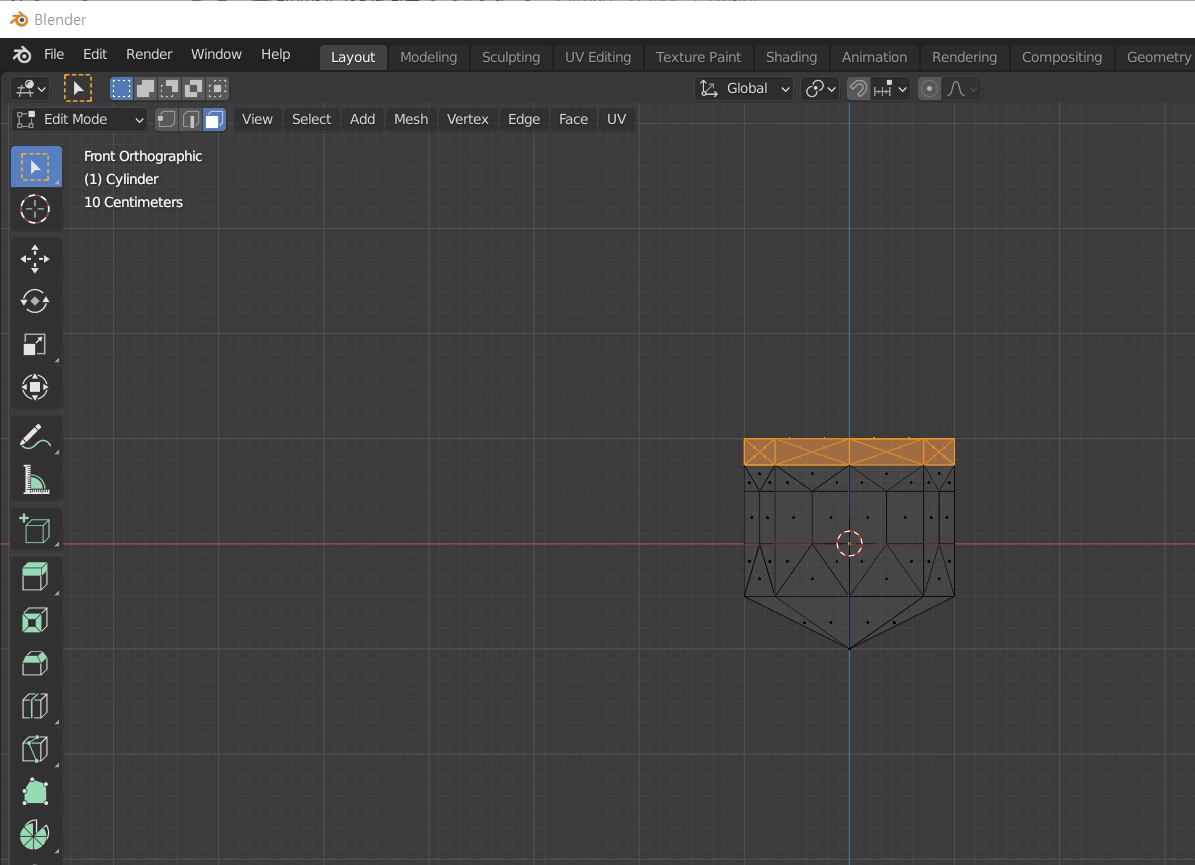 Blender
File Edit Render Window Help Layout Modeling Sculpting UV Editing Texture Paint Shading Animation Rendering Compositing Geometry
Global
Edit Mode View Select Add Mesh Vertex Edge Face UV
Front Orthographic
(1) Cylinder
10 Centimeters